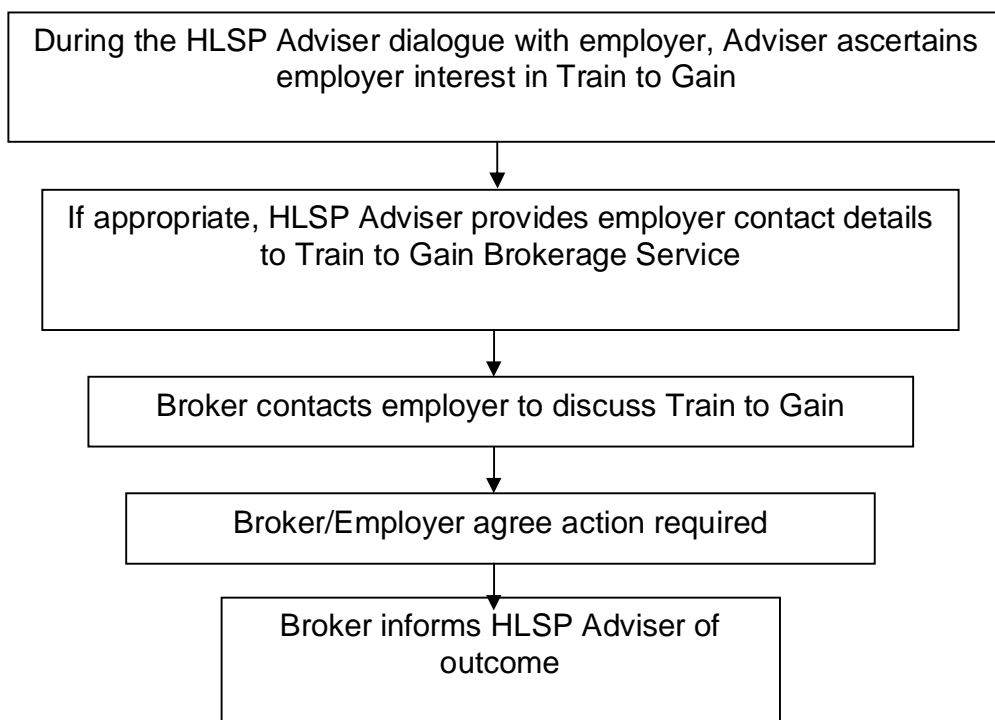 During the HLSP Adviser dialogue with employer, Adviser ascertains
employer interest in Train to Gain
If appropriate, HLSP Adviser provides employer contact details
to Train to Gain Brokerage Service
Broker contacts employer to discuss Train to Gain
Broker/Employer agree action required
Broker informs HLSP Adviser of
outcome